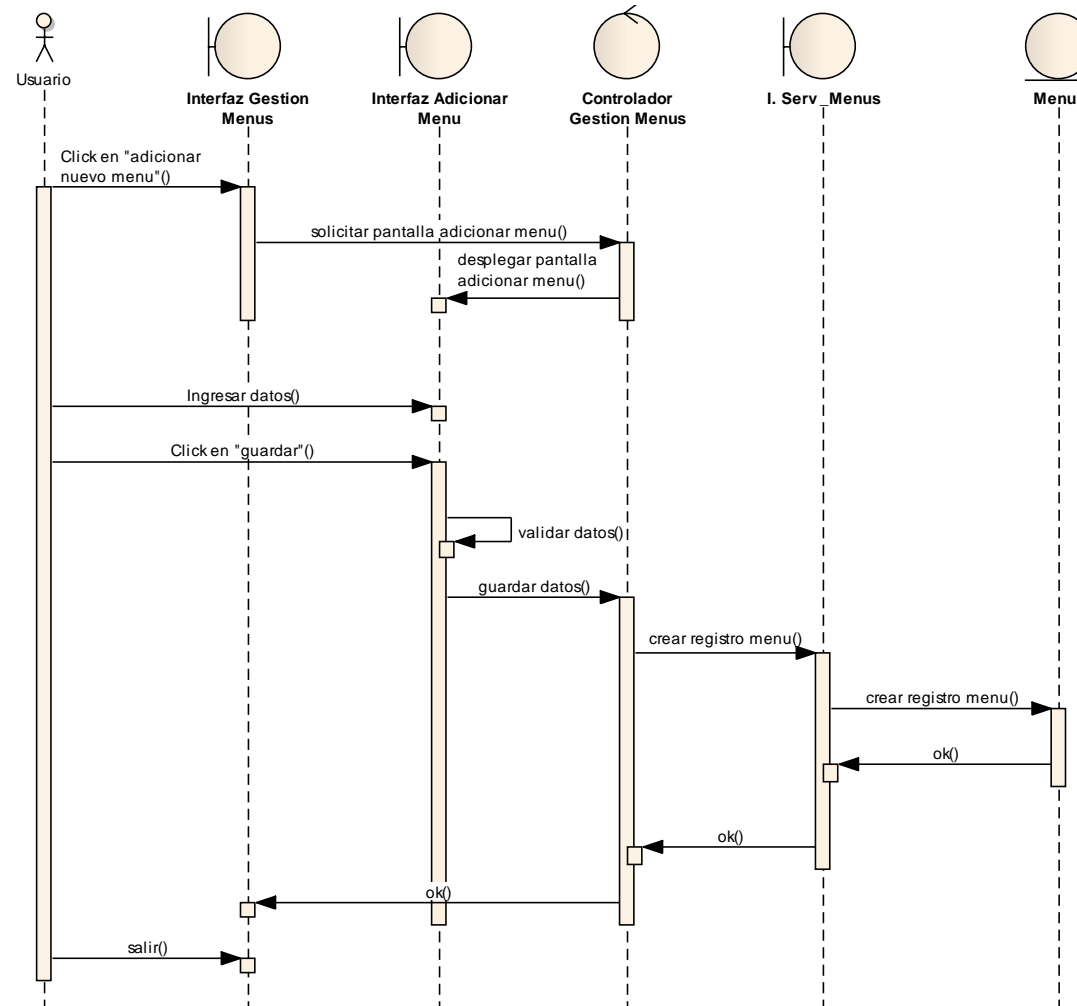 Usuario
Interfaz Gestion
Menus
Interfaz Adicionar
Menu
Controlador
Gestion Menus
I. Serv_Menus
Menu
Click en "adicionar
nuevo menu"()
solicitar pantalla adicionar menu()
desplegar pantalla
adicionar menu()
Ingresar datos()
Click en "guardar"()
validar datos()
guardar datos()
crear registro menu()
crear registro menu()
ok()
ok()
ok()
salir()